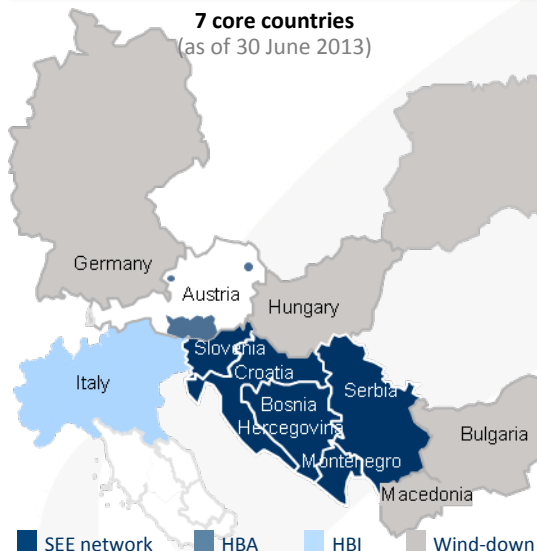 7 core countries
(as of 30 June 2013)
Germany
Austria
Hungary
Slovenia
Croatia
Italy
Serbia
Bosnia
Hercegovina
Bulgaria
Montenegro
Macedonia
SEE network HBA HBI Wind-down